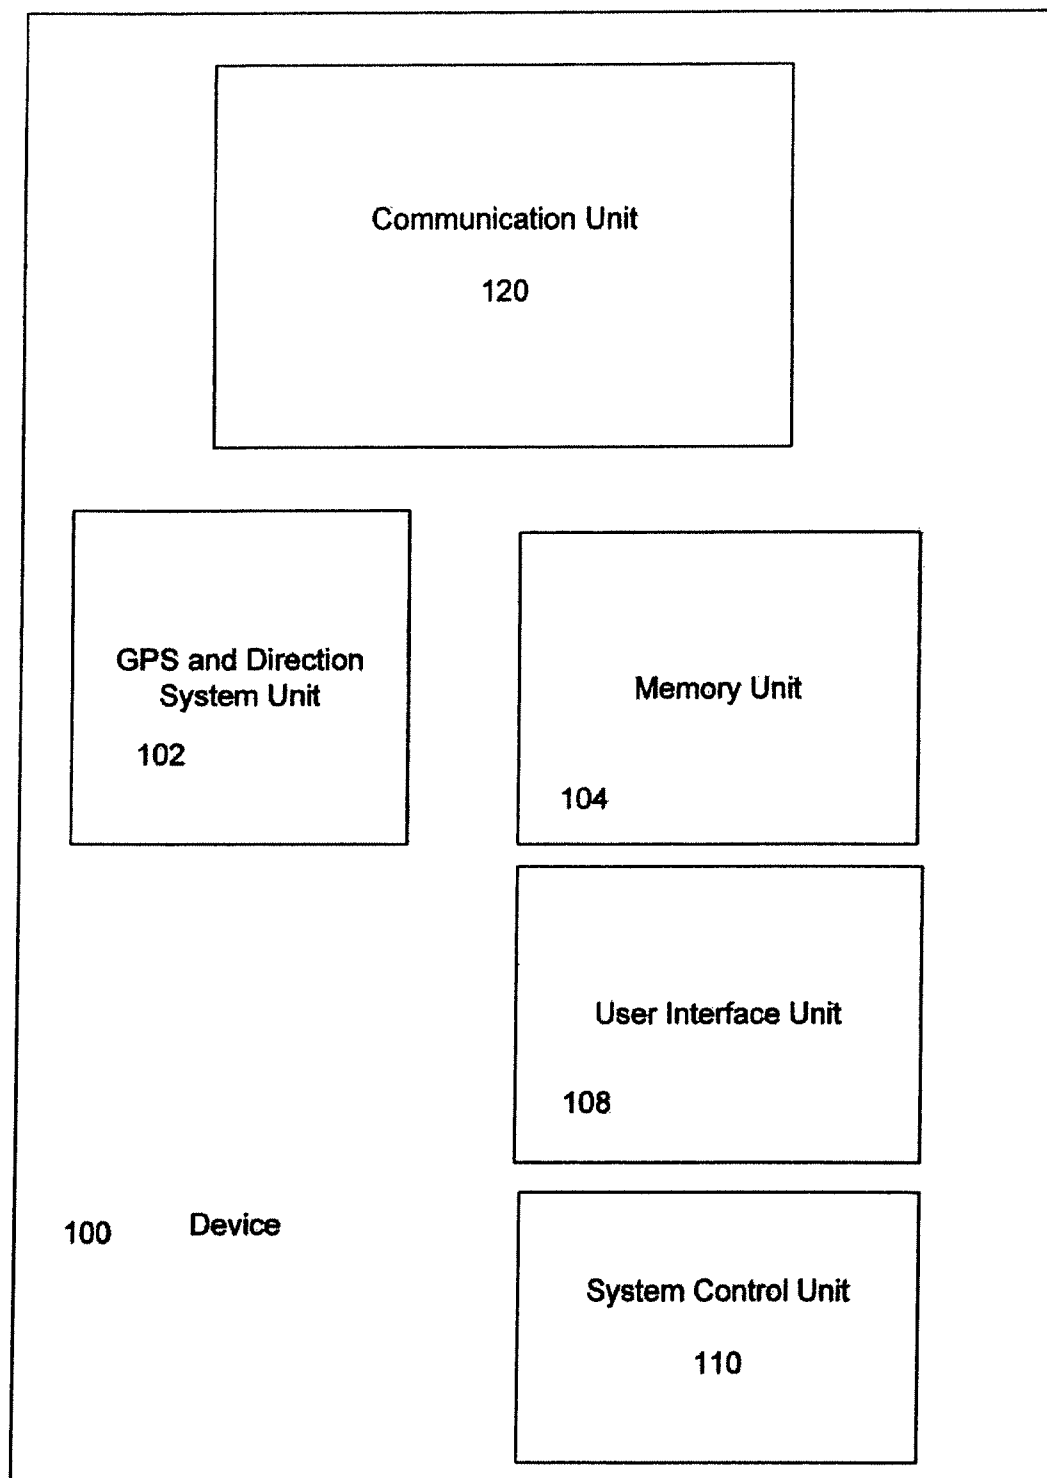 Communication Unit
120
GPS and Direction
System Unit
102
Memory Unit
104
User Interface Unit
108
100 Device
System Control Unit
110